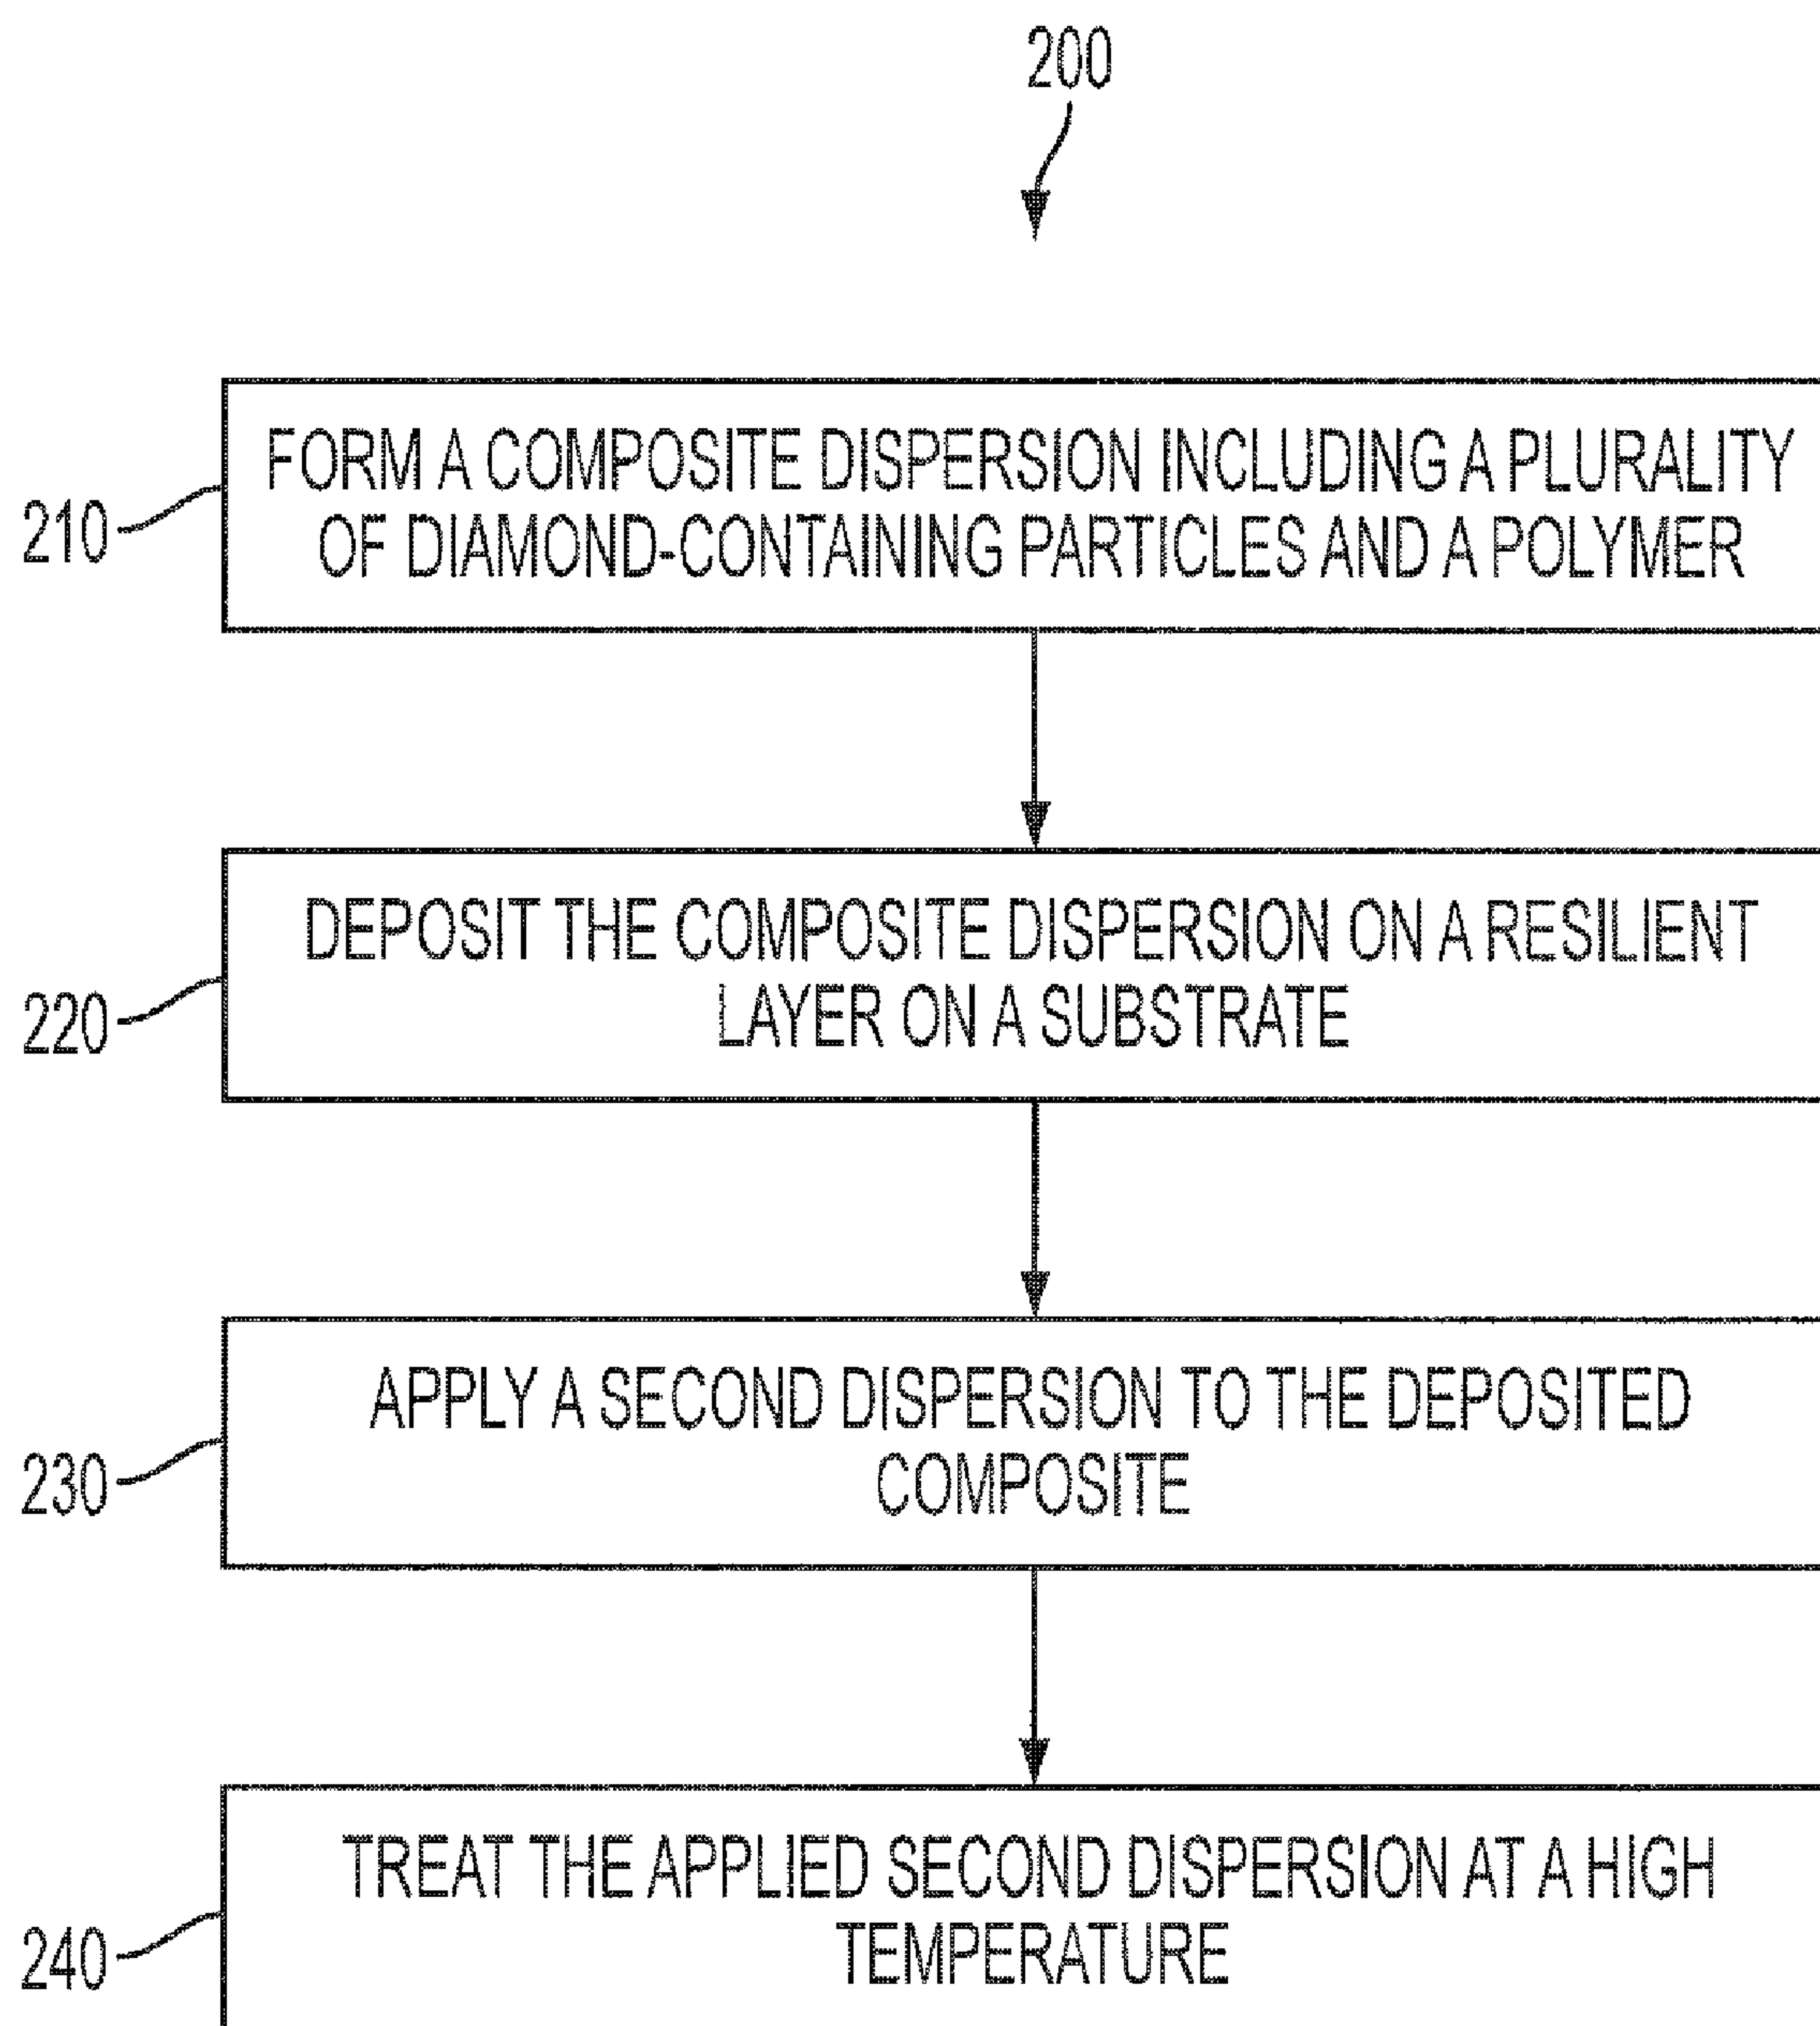 200
210
FORM A COMPOSITE DISPERSION INCLUDING A PLURALITY
OF DIAMOND-CONTAINING PARTICLES AND A POLYMER
220
DEPOSIT THE COMPOSITE DISPERSION ON A RESILIENT
LAYER ON A SUBSTRATE
230
APPLY A SECOND DISPERSION TO THE DEPOSITED
COMPOSITE
240
TREAT THE APPLIED SECOND DISPERSION AT A HIGH
TEMPERATURE